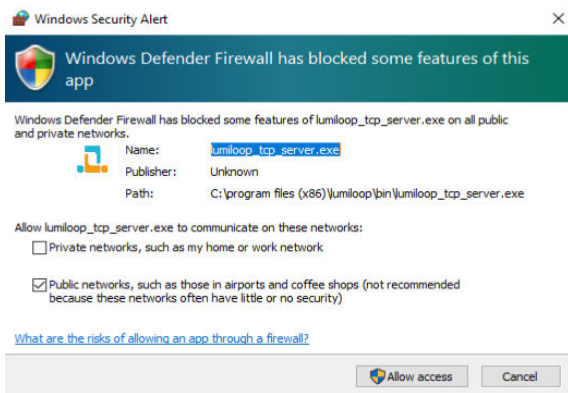 Windows Security Alert
Windows Defender Firewall has blocked some features of this
app
Windows Defender Firewall has blocked some features of lumiloop_tcp_server.exe on all public
and private networks.
Name: lumiloop_tcp_server.exe
Publisher: Unknown
Path: C:\program files (x86)\lumiloop\bin\lumiloop_tcp_server.exe
Allow lumiloop_tcp_server.exe to communicate on these networks:
Private networks, such as my home or work network
Public networks, such as those in airports and coffee shops (not recommended
because these networks often have little or no security)
What are the risks of allowing an app through a firewall?
Allow access Cancel